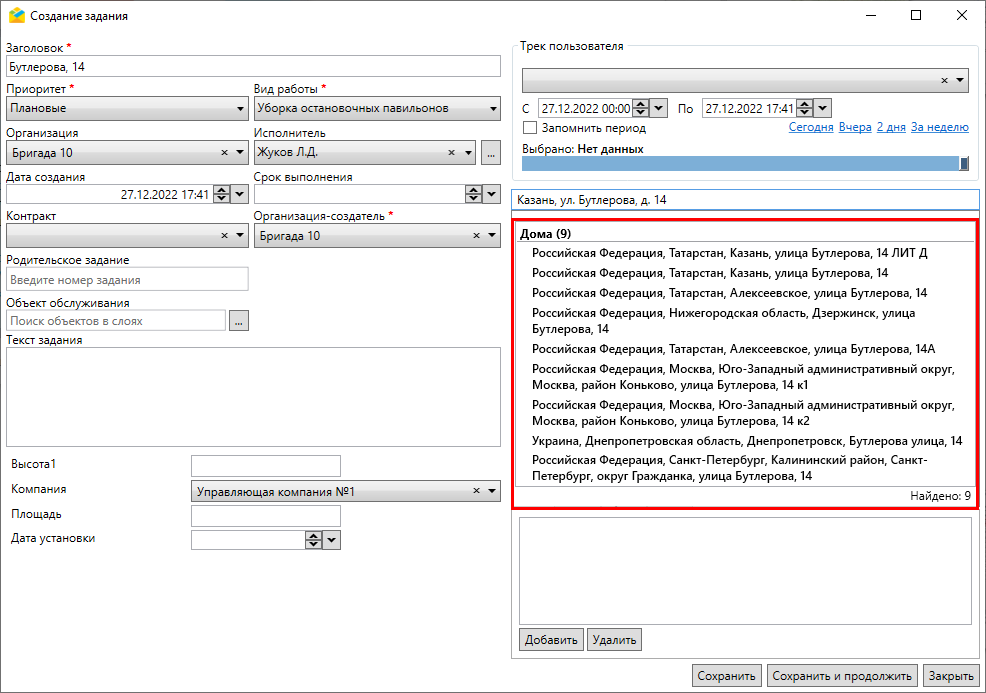 Создание задания
Заголовок *
Бутлерова, 14
Приоритет * Вид работы *
Плановые Уборка остановочных павильонов
Организация Исполнитель
Бригада 10 Жуков Л.Д. ...
Дата создания Срок выполнения
27.12.2022 17:41
Контракт Организация-создатель *
Бригада 10
Родительское задание
Введите номер задания
Объект обслуживания
Поиск объектов в слоях ...
Текст задания
Высота1
Компания Управляющая компания №1
Площадь
Дата установки
Трек пользователя
С 27.12.2022 00:00 По 27.12.2022 17:41
Запомнить период Сегодня Вчера 2 дня За неделю
Выбрано: Нет данных
Казань, ул. Бутлерова, д. 14
Дома (9)
Российская Федерация, Татарстан, Казань, улица Бутлерова, 14 ЛИТ Д
Российская Федерация, Татарстан, Казань, улица Бутлерова, 14
Российская Федерация, Татарстан, Алексеевское, улица Бутлерова, 14
Российская Федерация, Нижегородская область, Дзержинск, улица
Бутлерова, 14
Российская Федерация, Татарстан, Алексеевское, улица Бутлерова, 14А
Российская Федерация, Москва, Юго-Западный административный округ,
Москва, район Коньково, улица Бутлерова, 14 к1
Российская Федерация, Москва, Юго-Западный административный округ,
Москва, район Коньково, улица Бутлерова, 14 к2
Украина, Днепропетровская область, Днепропетровск, Бутлерова улица, 14
Российская Федерация, Санкт-Петербург, Калининский район, Санкт-
Петербург, округ Гражданка, улица Бутлерова, 14
Найдено: 9
Добавить Удалить
Сохранить Сохранить и продолжить Закрыть